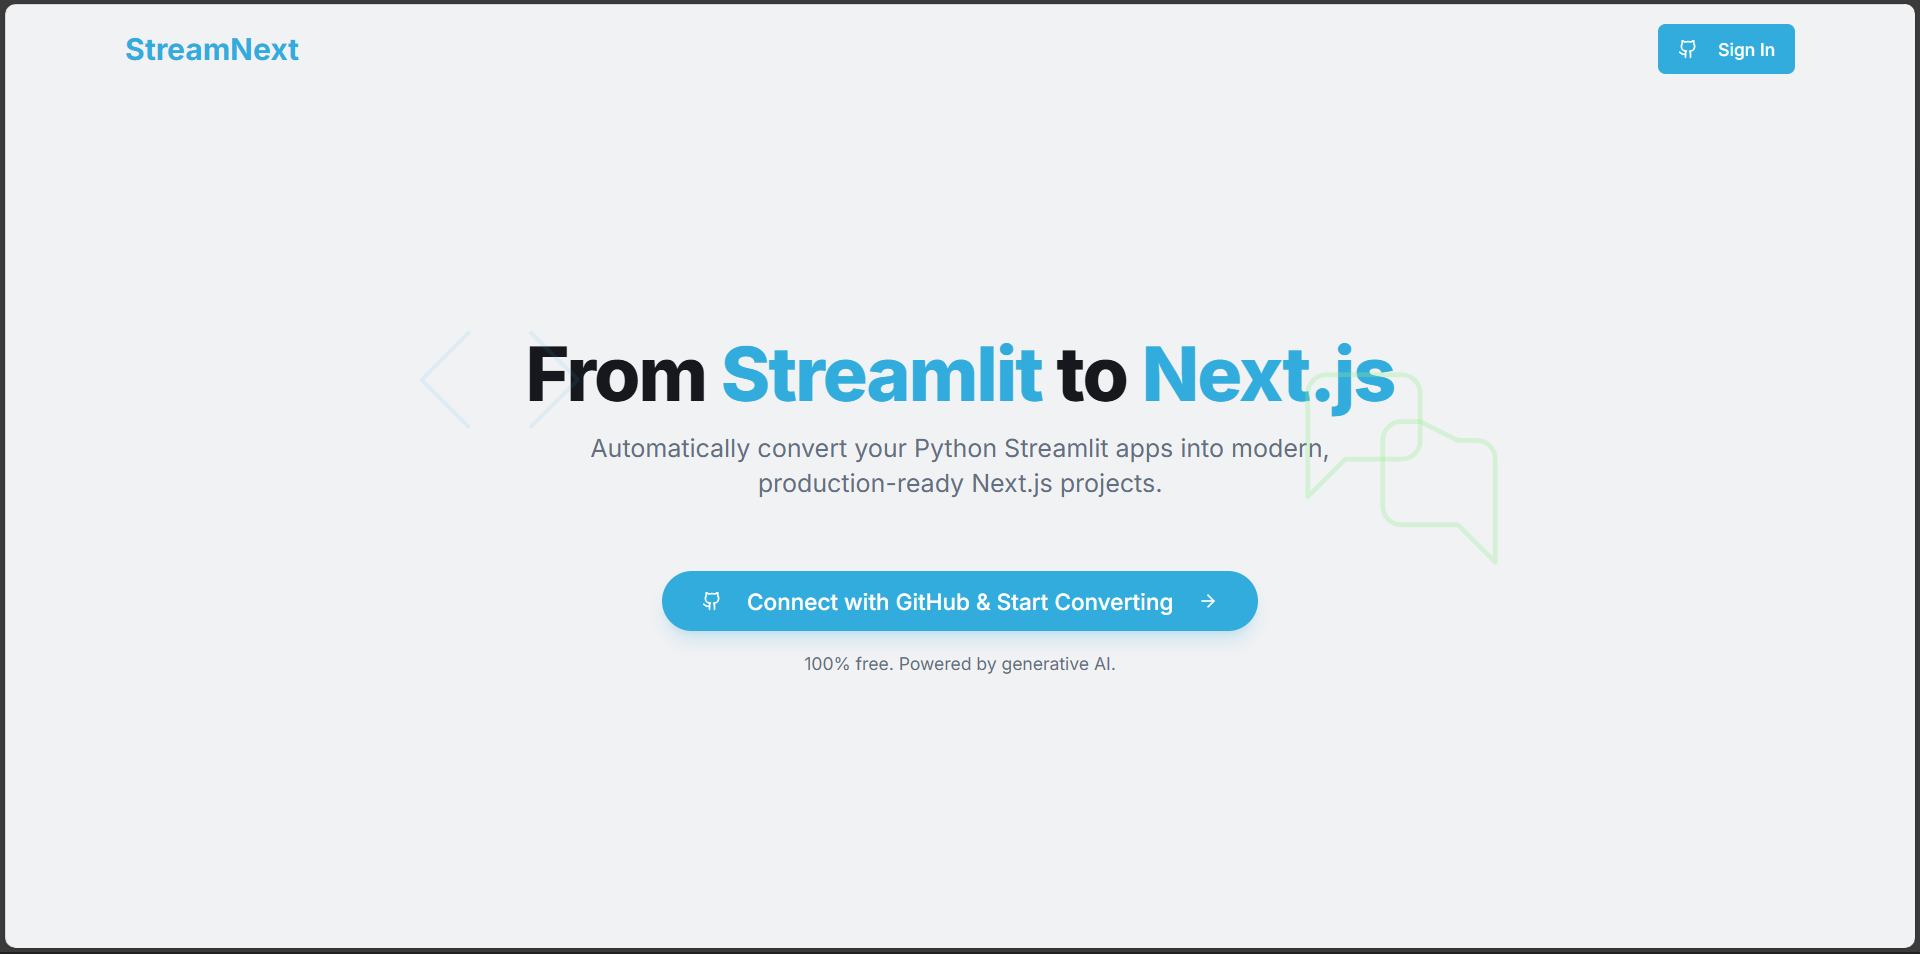 StreamNext
Sign In
From Streamlit to Next.js
Automatically convert your Python Streamlit apps into modern,
production-ready Next.js projects.
Connect with GitHub & Start Converting
100% free. Powered by generative AI.